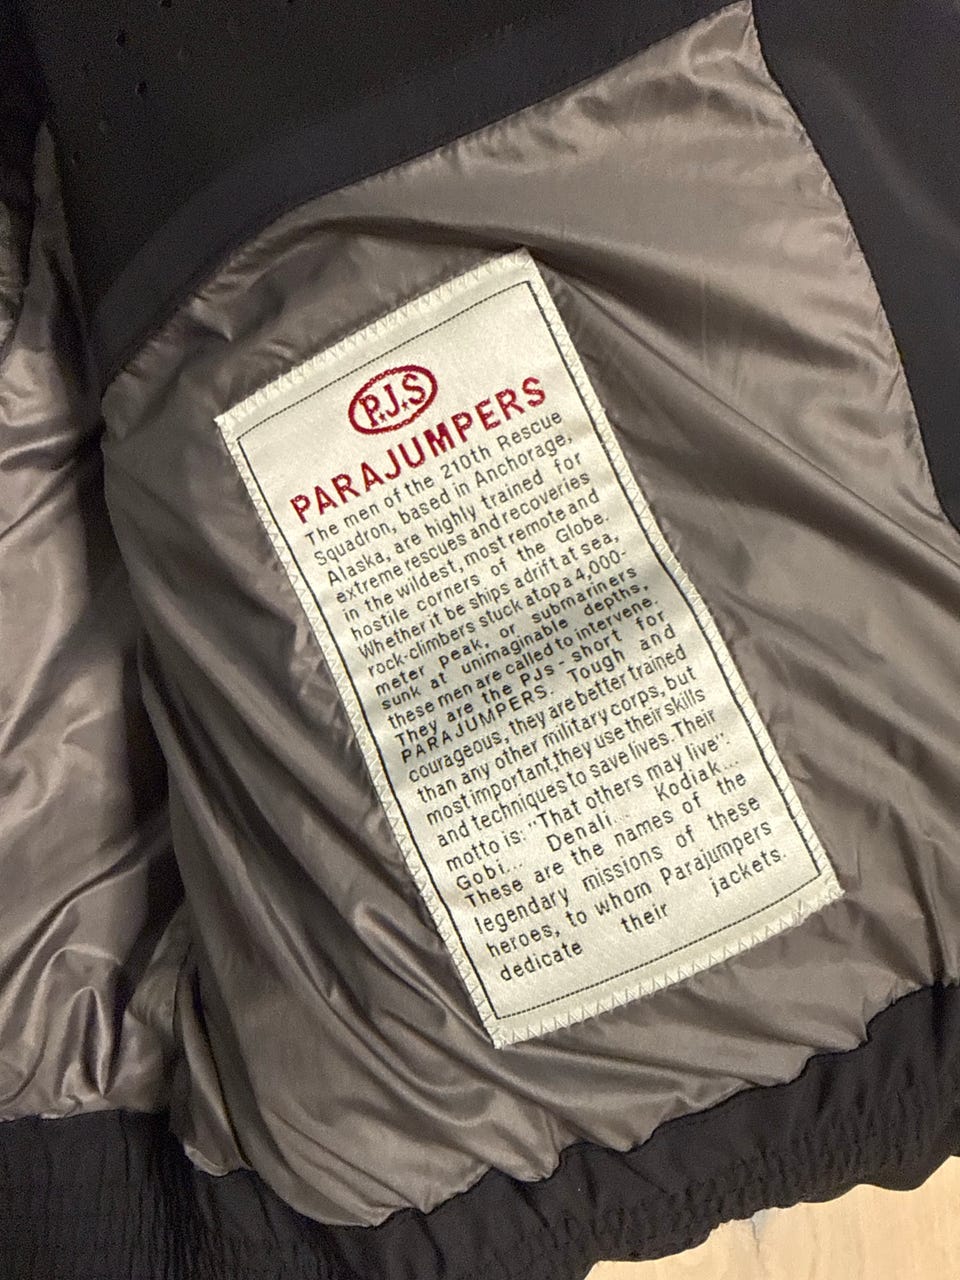 P.J.S
PARAJUMPERS
The men of the 210th Rescue
Squadron, based in Anchorage,
Alaska, are highly trained for
extreme rescues and recoveries
in the wildest, most remote and
hostile corners of the Globe.
Whether it be ships adrift at sea,
rock-climbers stuck atop a 4,000-
meter peak, or submariners
sunk at unimaginable depths,
these men are called to intervene.
They are the PJs - short for
PARAJUMPERS. Tough and
courageous, they are better trained
than any other military corps, but
most important,they use their skills
and techniques to save lives. Their
motto is: "That others may live".
Gobi... Denali... Kodiak...
These are the names of the
legendary missions of these
heroes, to whom Parajumpers
dedicate their jackets.